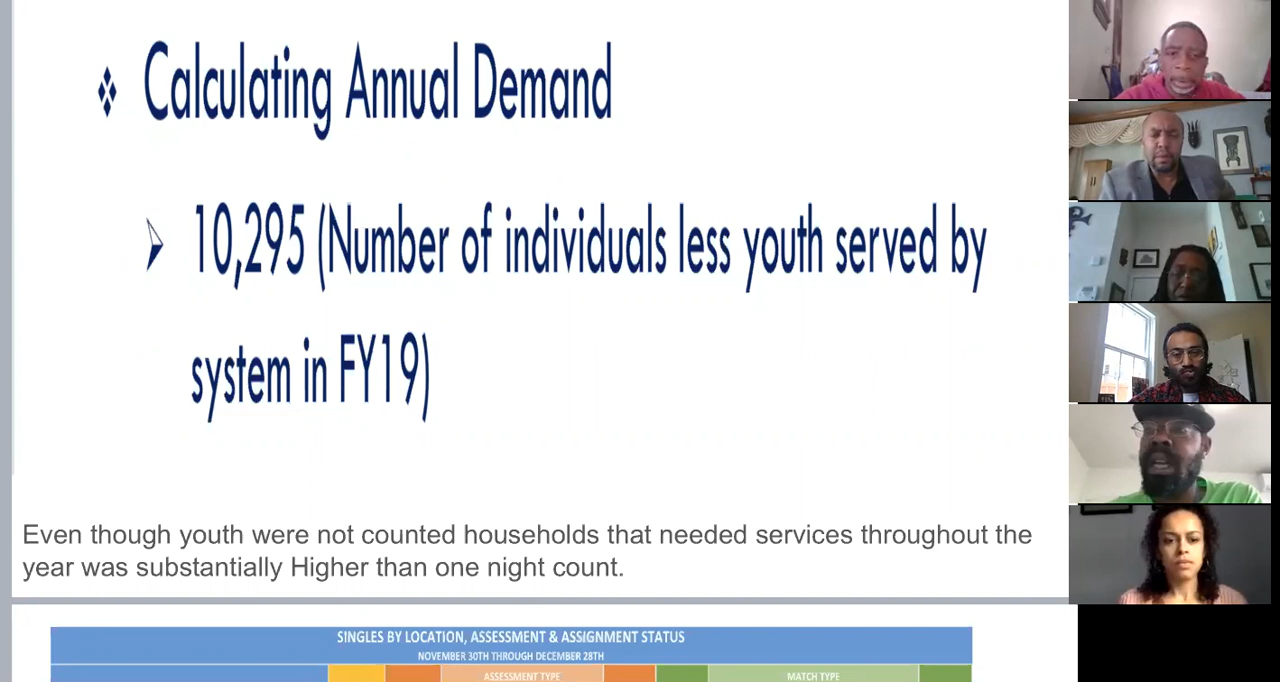 Calculating Annual Demand
10,295 (Number of individuals less youth served by
system in FY19)
Even though youth were not counted households that needed services throughout the
year was substantially Higher than one night count.
SINGLES BY LOCATION, ASSESSMENT & ASSIGNMENT STATUS
NOVEMBER 30TH THROUGH DECEMBER 28TH
ASSESSMENT TYPE MATCH TYPE